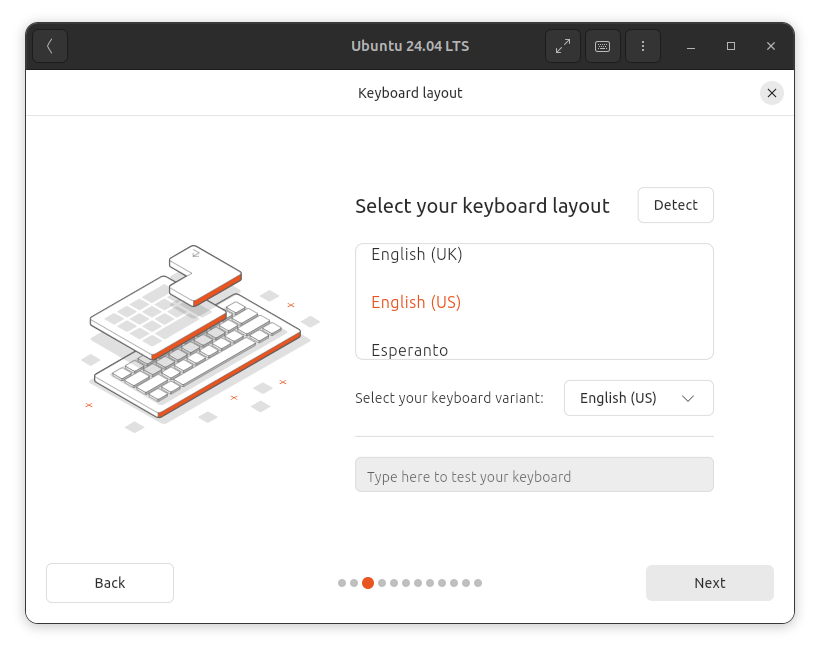 Ubuntu 24.04 LTS
Keyboard layout
Select your keyboard layout
Detect
English (UK)
English (US)
Esperanto
Select your keyboard variant:
English (US)
Type here to test your keyboard
Back
Next